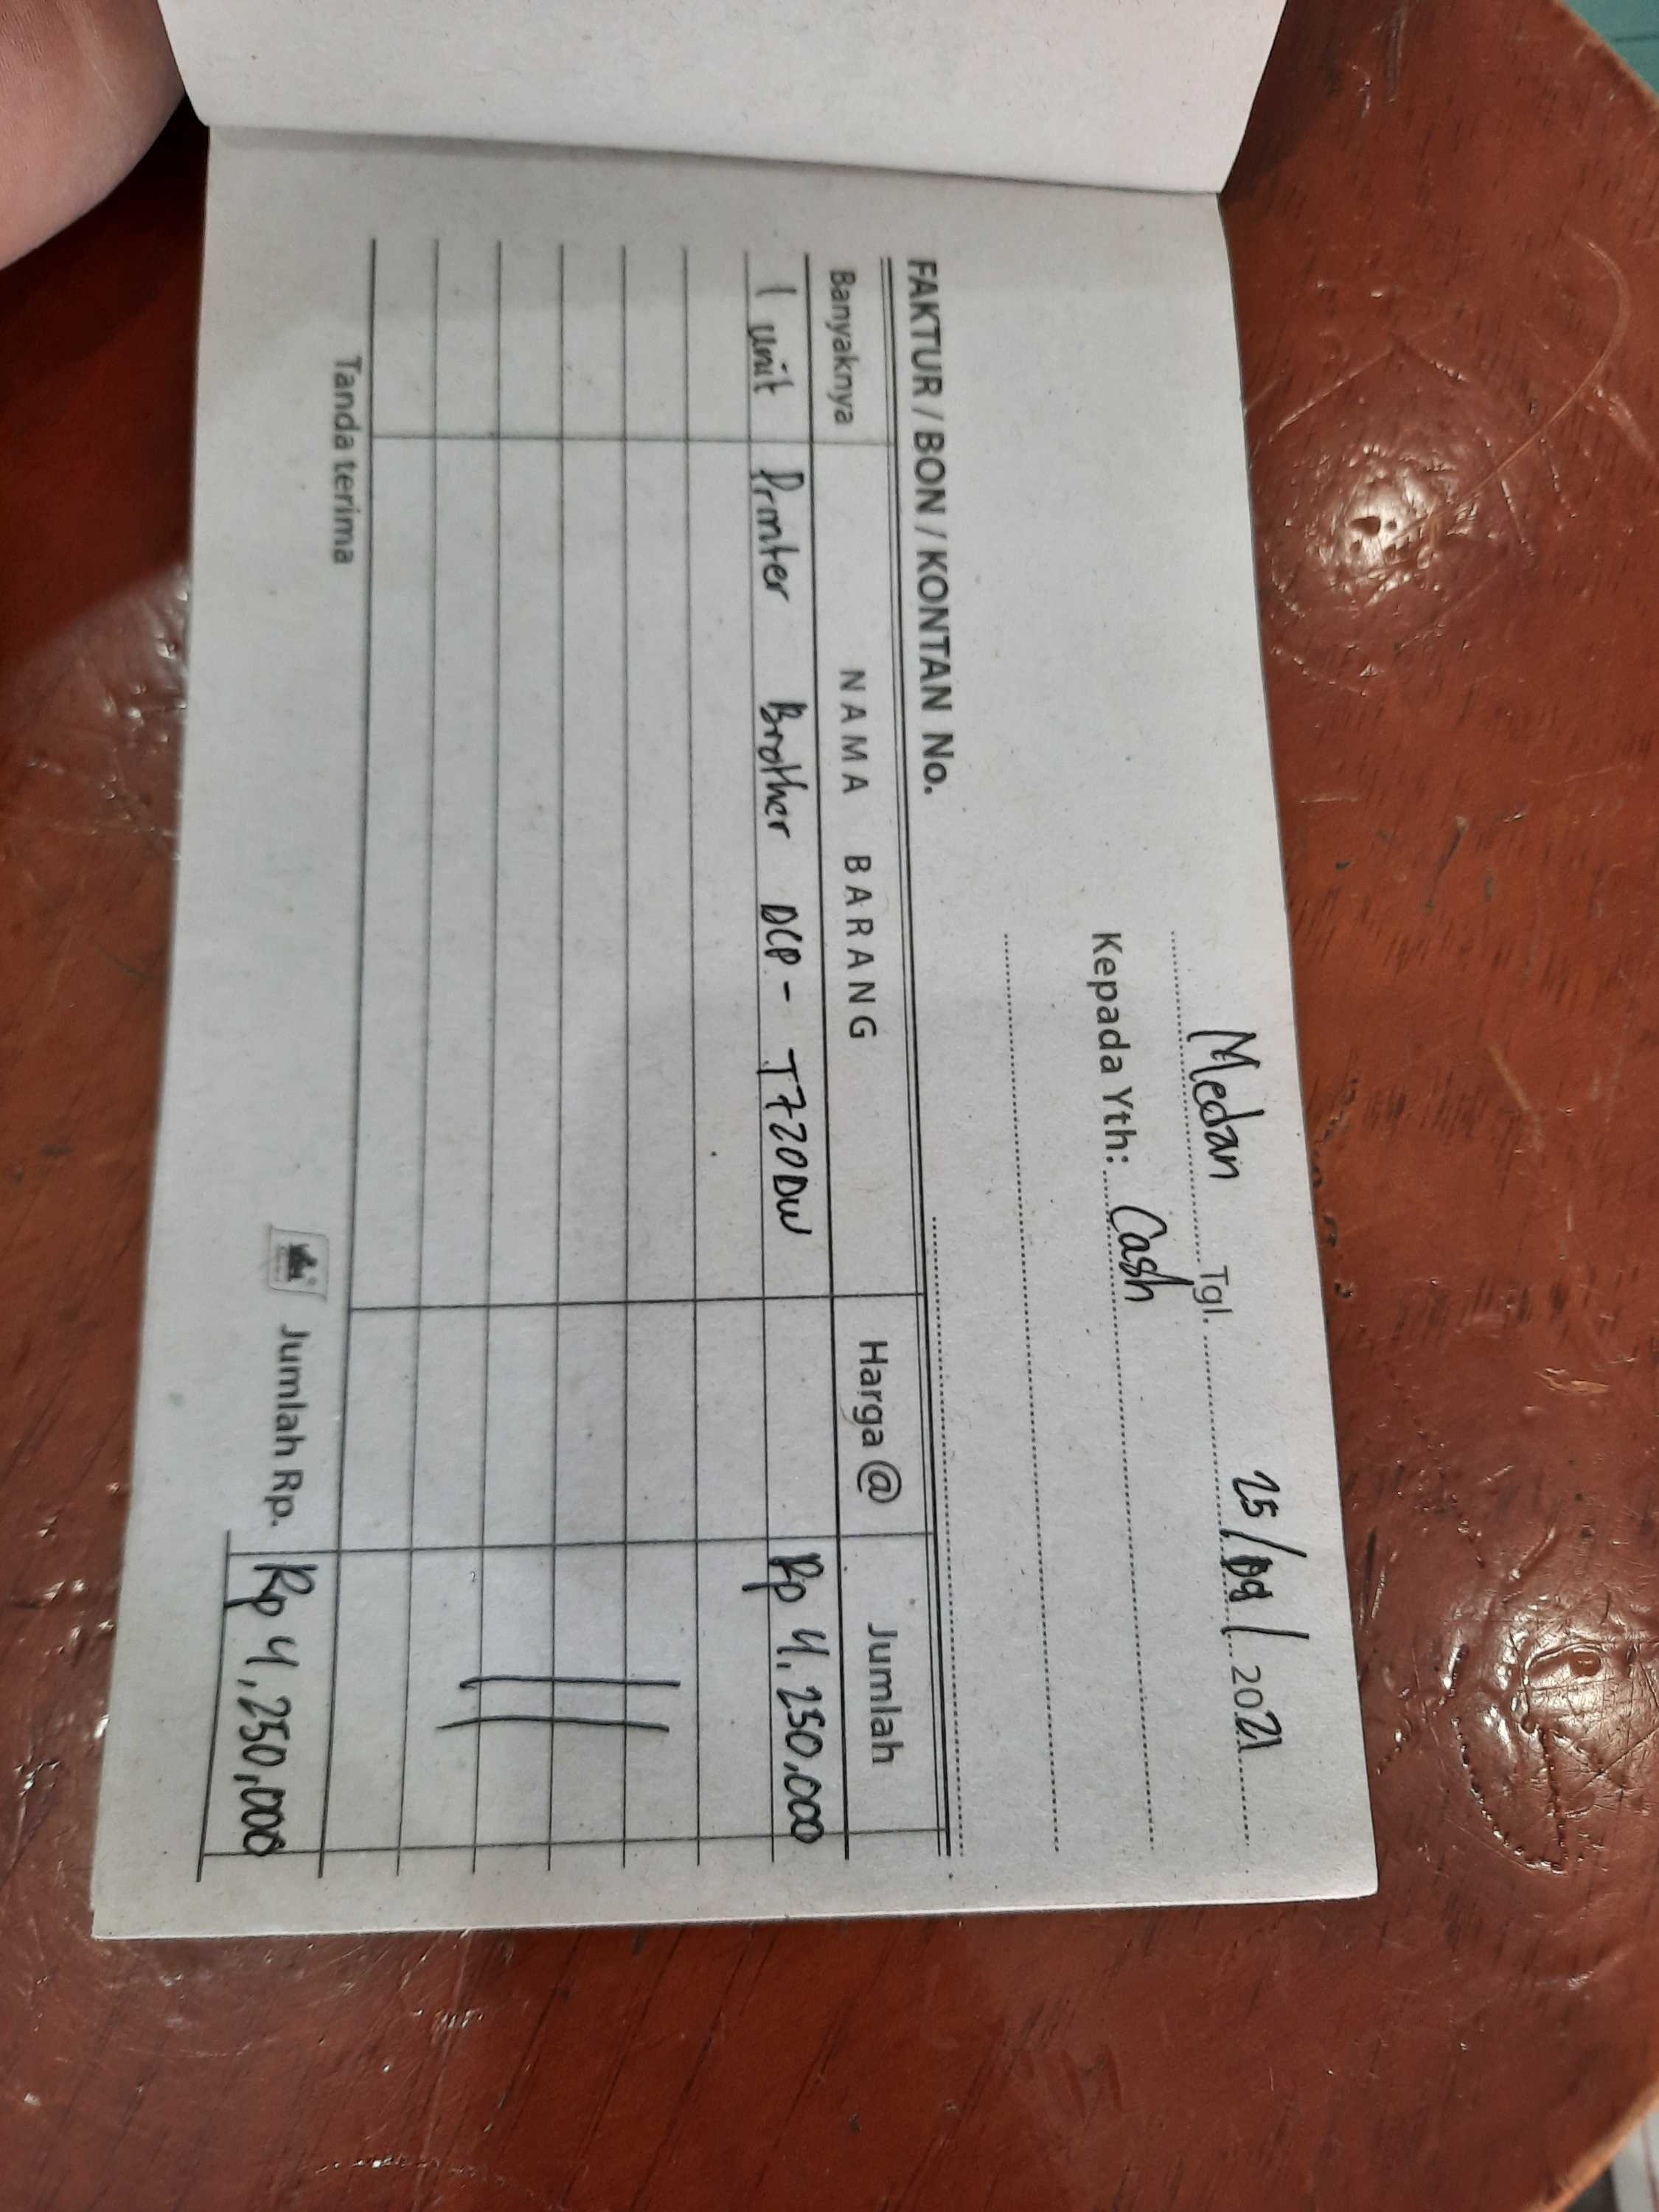 Medan Tgl. 25/09/2021
Kepada Yth: Cash
FAKTUR / BON / KONTAN No.
Banyaknya NAMA BARANG Harga @ Jumlah
1 unit Printer Brother DCP - T720DW Rp 4.250.000
Tanda terima Jumlah Rp. Rp 4,250,000